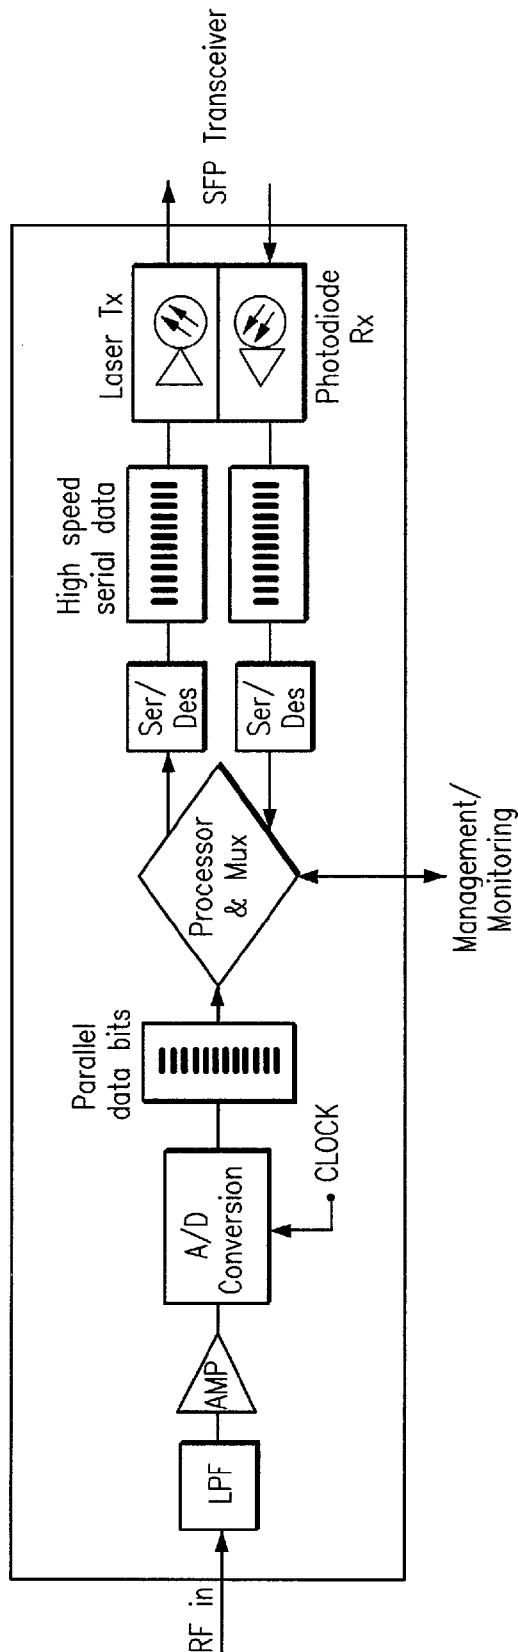 RF in
LPF
AMP
A/D
Conversion
CLOCK
Parallel
data bits
Processor
& Mux
Management/
Monitoring
Ser/
Des
Ser/
Des
High speed
serial data
Laser Tx
Photodiode
Rx
SFP Transceiver